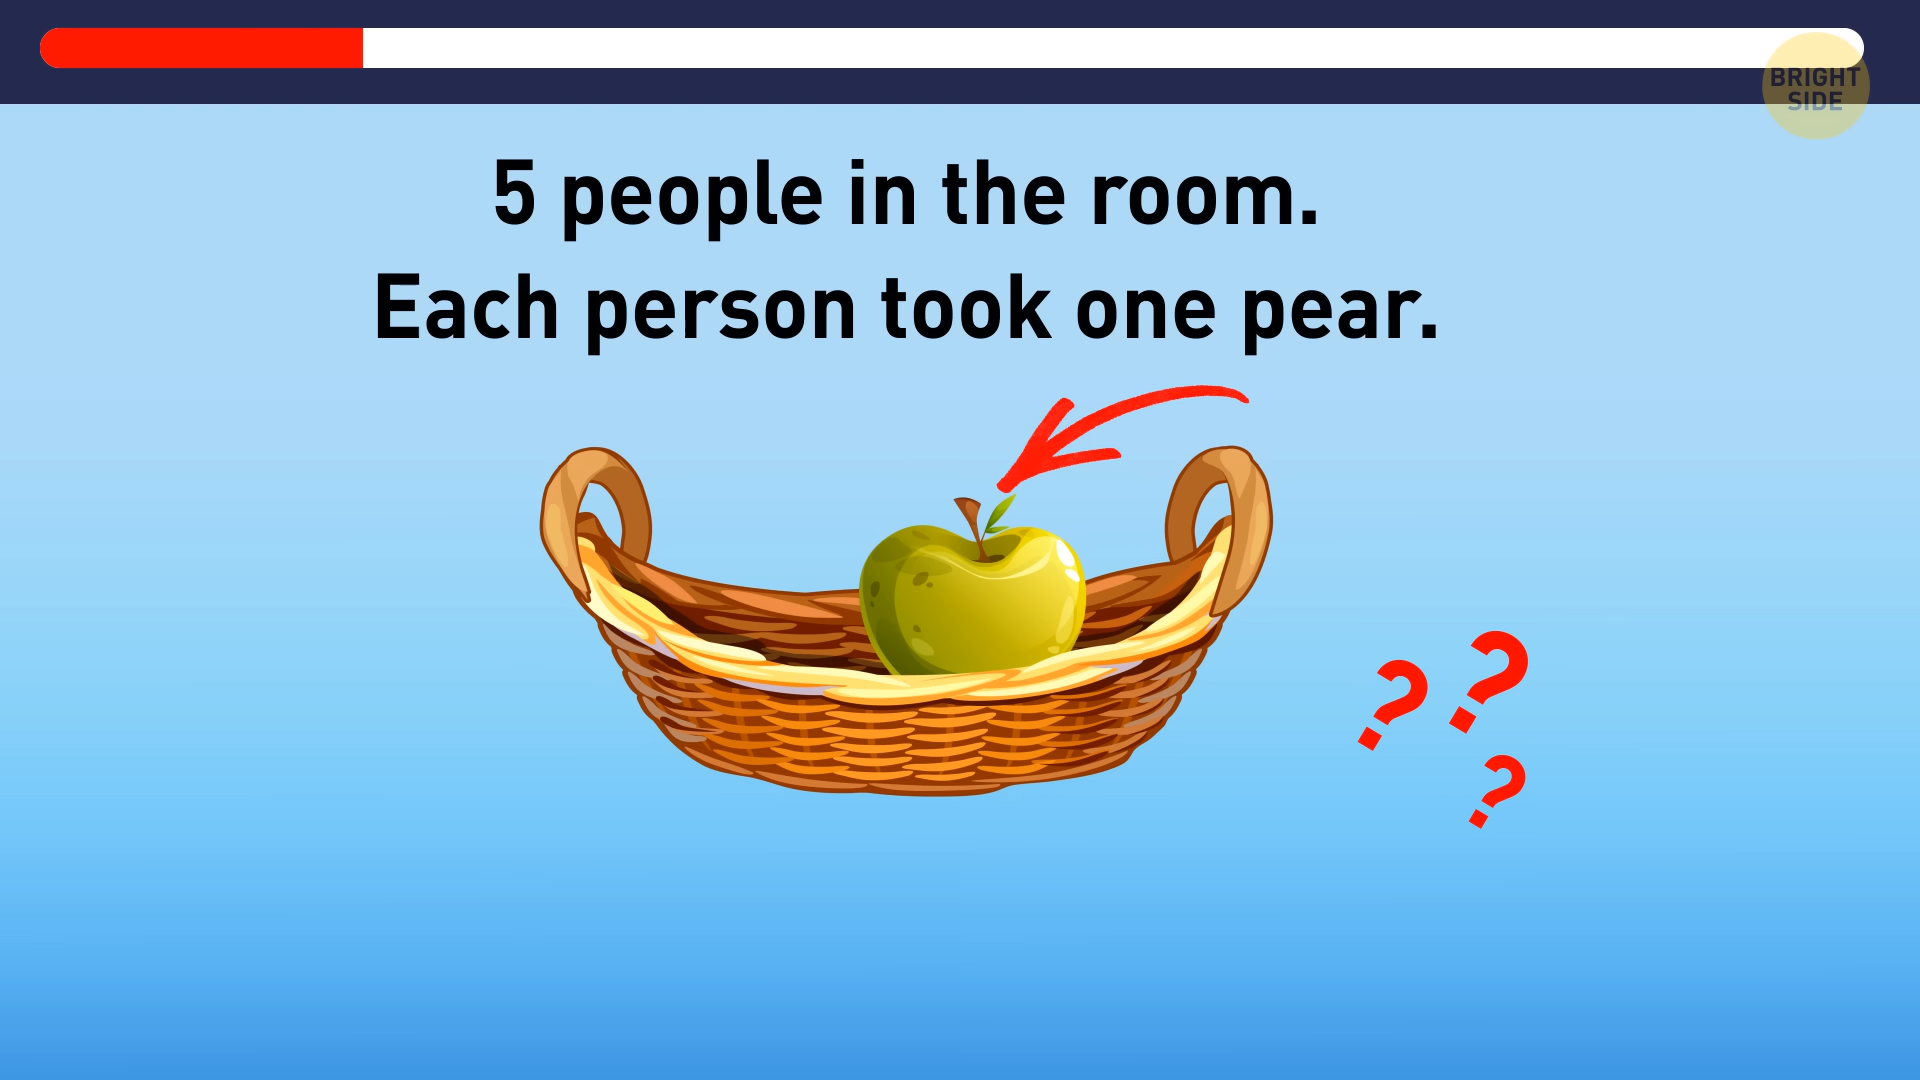 BRIGHT
SIDE
5 people in the room.
Each person took one pear.
? ?
?